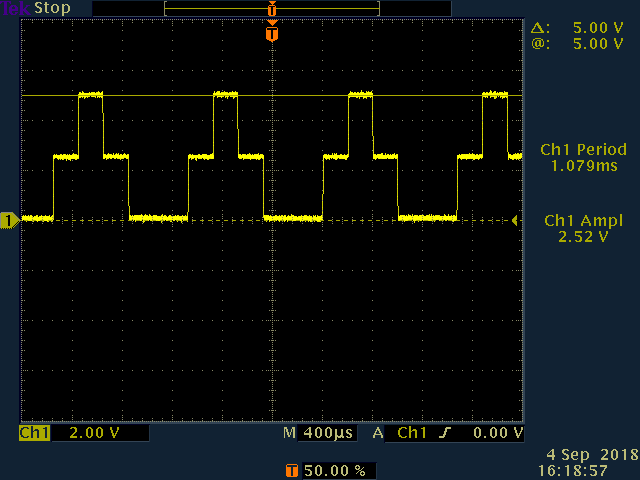 Tek Stop
T
T
Δ: 5.00 V
@: 5.00 V
Ch1 Period
1.079ms
1
Ch1 Ampl
2.52 V
Ch1 2.00 V M 400µs A Ch1 0.00 V
T 50.00 %
4 Sep 2018
16:18:57